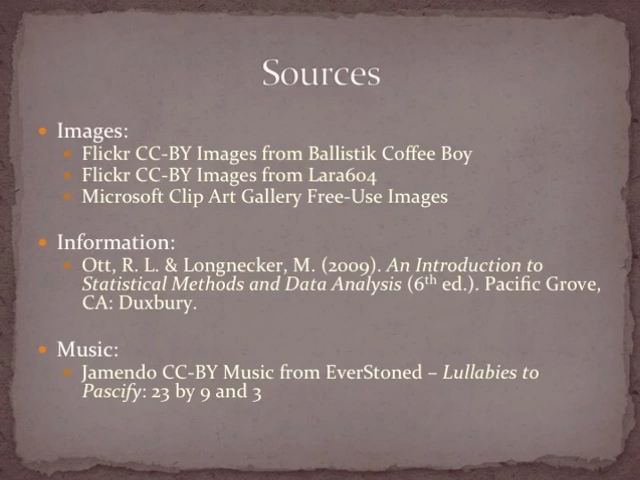 Sources
Images:
Flickr CC-BY Images from Ballistik Coffee Boy
Flickr CC-BY Images from Lara604
Microsoft Clip Art Gallery Free-Use Images
Information:
Ott, R. L. & Longnecker, M. (2009). An Introduction to
Statistical Methods and Data Analysis (6th ed.). Pacific Grove,
CA: Duxbury.
Music:
Jamendo CC-BY Music from EverStoned – Lullabies to
Pascify: 23 by 9 and 3